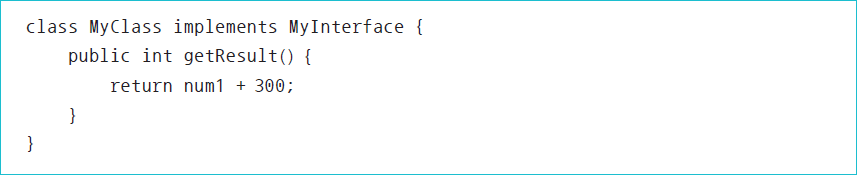 class MyClass implements MyInterface {
    public int getResult() {
        return num1 + 300;
    }
}